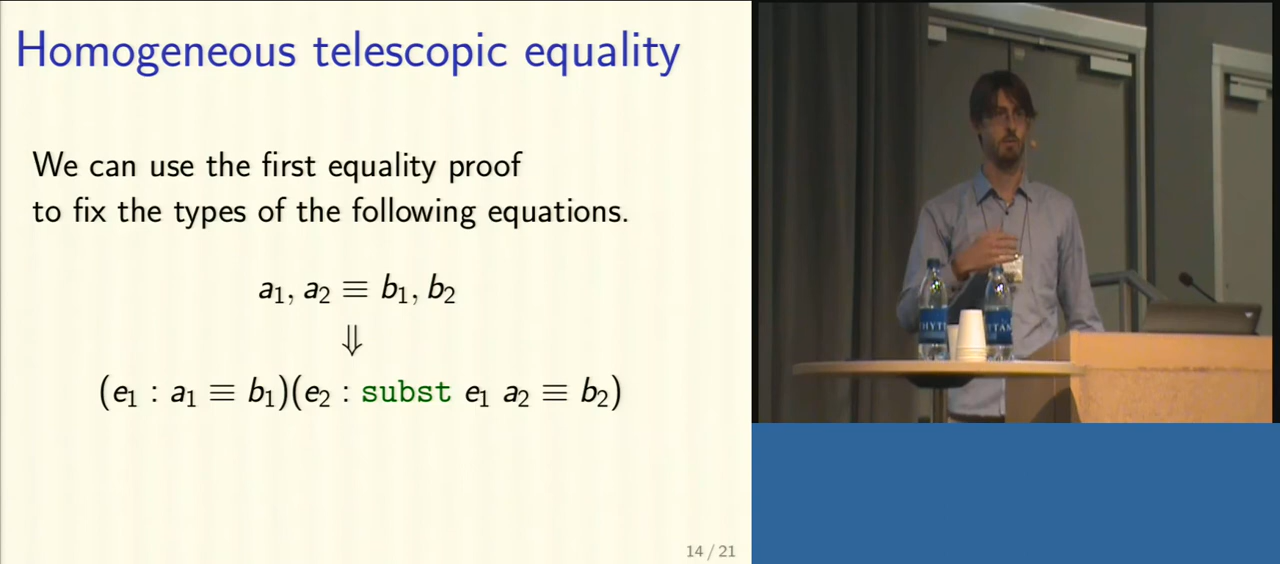 Homogeneous telescopic equality
We can use the first equality proof
to fix the types of the following equations.
a₁, a₂ ≡ b₁, b₂
⇓
(e₁ : a₁ ≡ b₁)(e₂ : subst e₁ a₂ ≡ b₂)
14 / 21